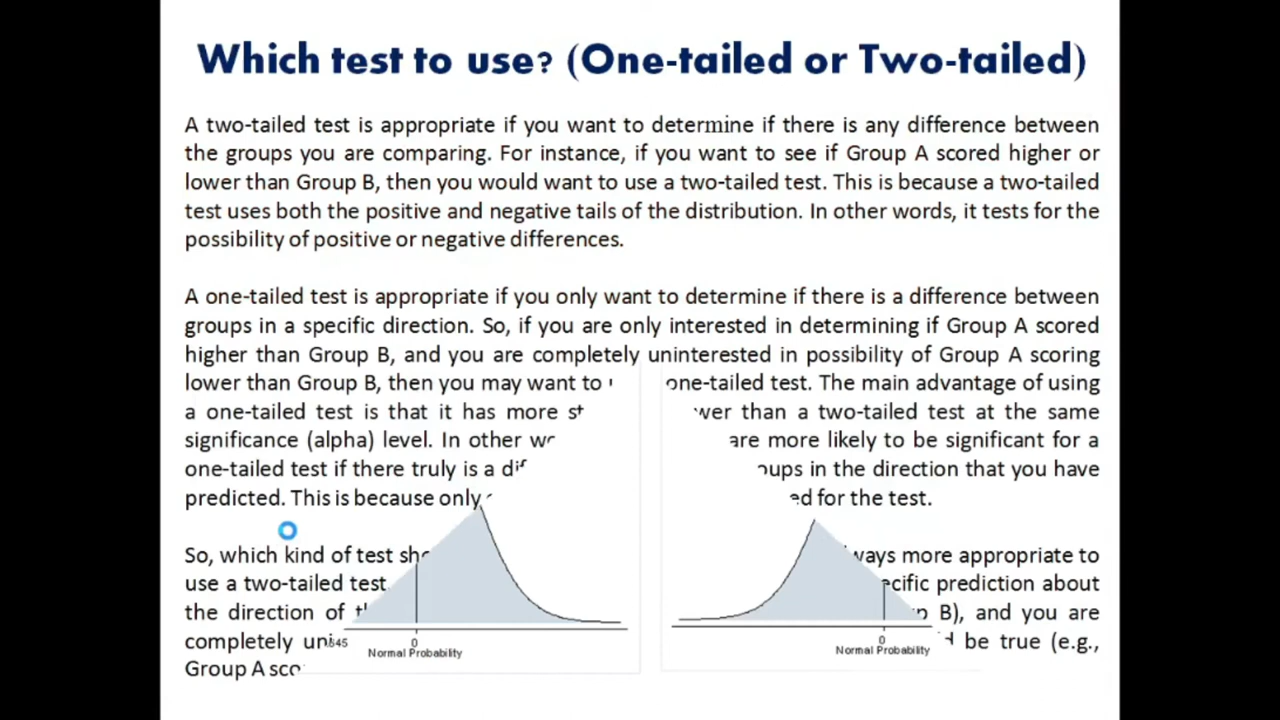 Which test to use? (One-tailed or Two-tailed)
A two-tailed test is appropriate if you want to determine if there is any difference between
the groups you are comparing. For instance, if you want to see if Group A scored higher or
lower than Group B, then you would want to use a two-tailed test. This is because a two-tailed
test uses both the positive and negative tails of the distribution. In other words, it tests for the
possibility of positive or negative differences.
A one-tailed test is appropriate if you only want to determine if there is a difference between
groups in a specific direction. So, if you are only interested in determining if Group A scored
higher than Group B, and you are completely uninterested in possibility of Group A scoring
lower than Group B, then you may want to one-tailed test. The main advantage of using
a one-tailed test is that it has more than a two-tailed test at the same
significance (alpha) level. In other are more likely to be significant for a
one-tailed test if there truly is a in the direction that you have
predicted. This is because only for the test.
So, which kind of test more appropriate to
use a two-tailed test prediction about
the direction of B), and you are
completely be true (e.g.,
Group A
0
Normal Probability
0
Normal Probability